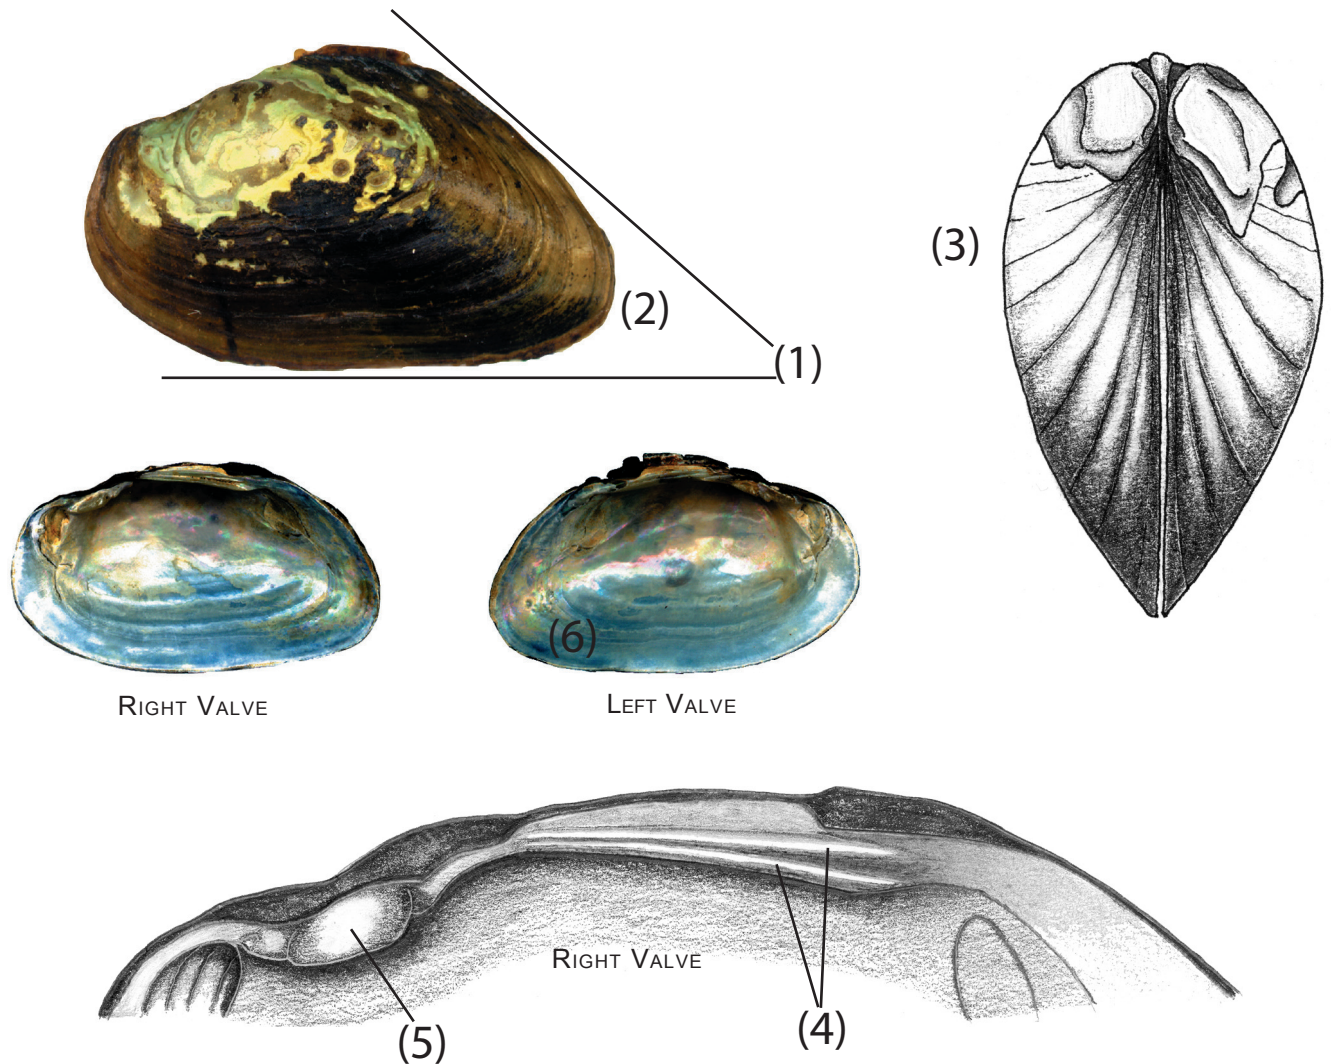 (3)
(2)
(1)
(6)
Right Valve
Left Valve
Right Valve
(5)
(4)